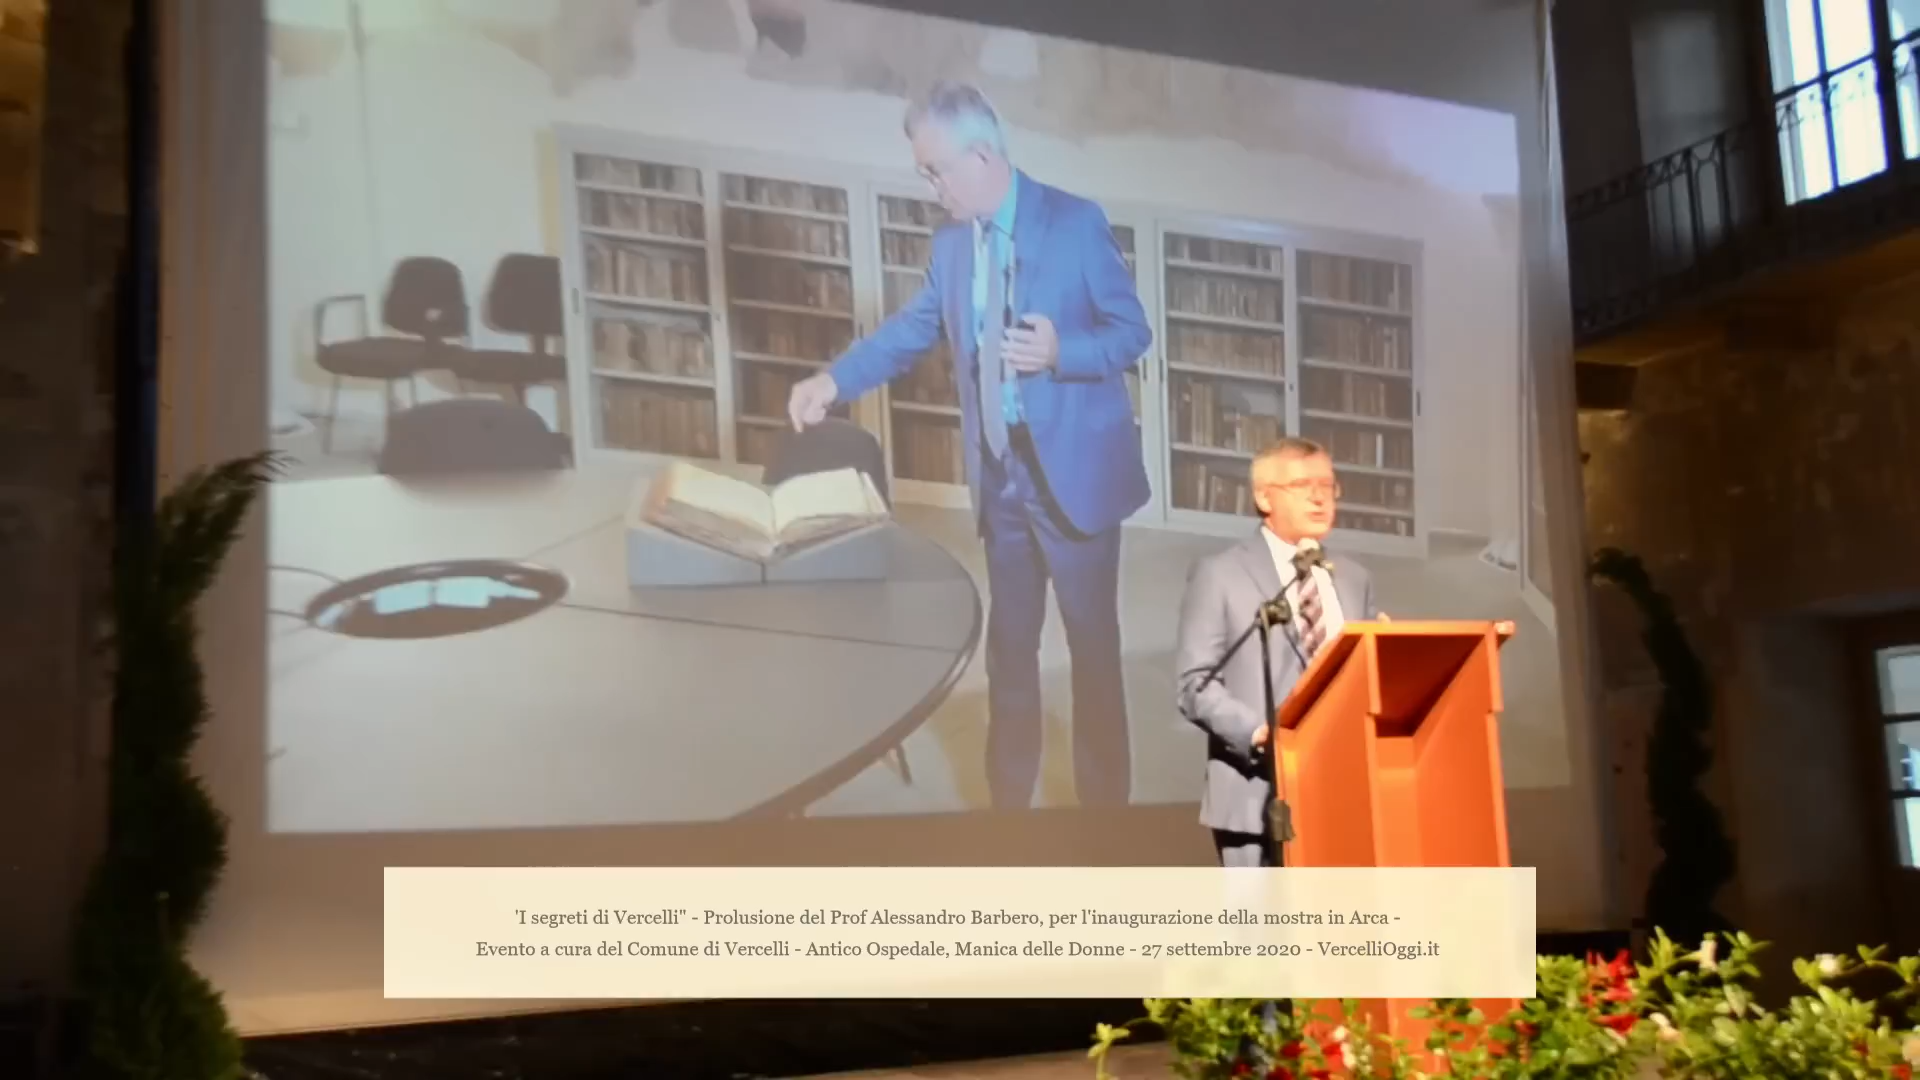 'I segreti di Vercelli" - Prolusione del Prof Alessandro Barbero, per l'inaugurazione della mostra in Arca -
Evento a cura del Comune di Vercelli - Antico Ospedale, Manica delle Donne - 27 settembre 2020 - VercelliOggi.it